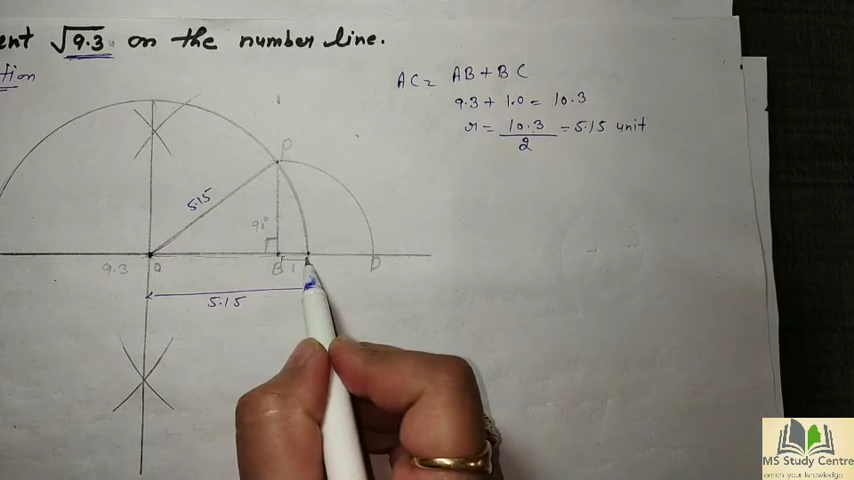 ent √9.3 on the number line.
tion
AC = AB + BC
9.3 + 1.0 = 10.3
r = 10.3/2 = 5.15 unit
P
5.15
90°
9.3 O B 1 D
5.15
MS Study Centre